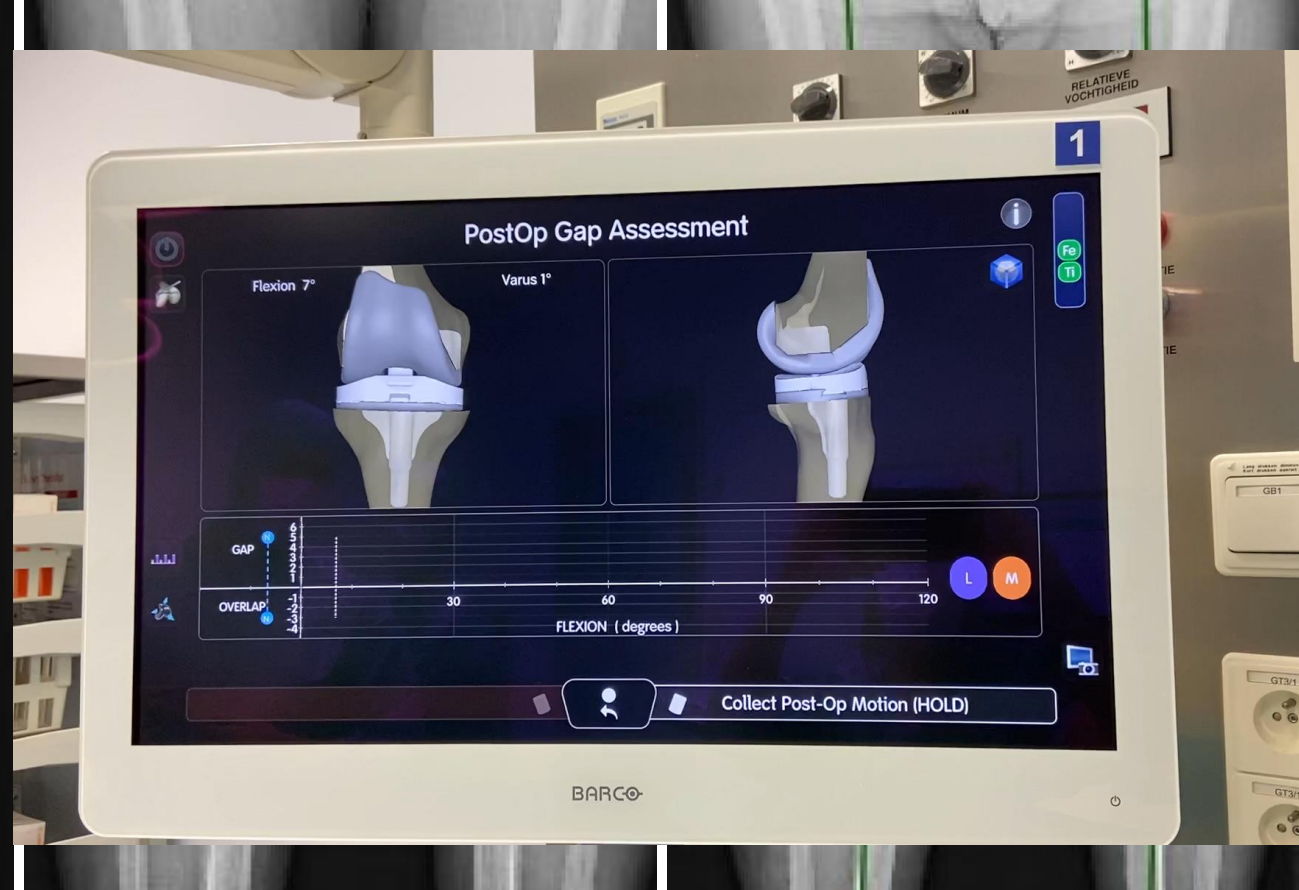 RELATIEVE
VOCHTIGHEID
1
PostOp Gap Assessment
i
Flexion 7°
Varus 1°
Fe
Ti
GAP
N
6
5
4
3
2
1
OVERLAP
N
-1
-2
-3
-4
30
60
90
120
FLEXION ( degrees )
L
M
Collect Post-Op Motion (HOLD)
BARCO
GB1
GT3/1
GT3/1